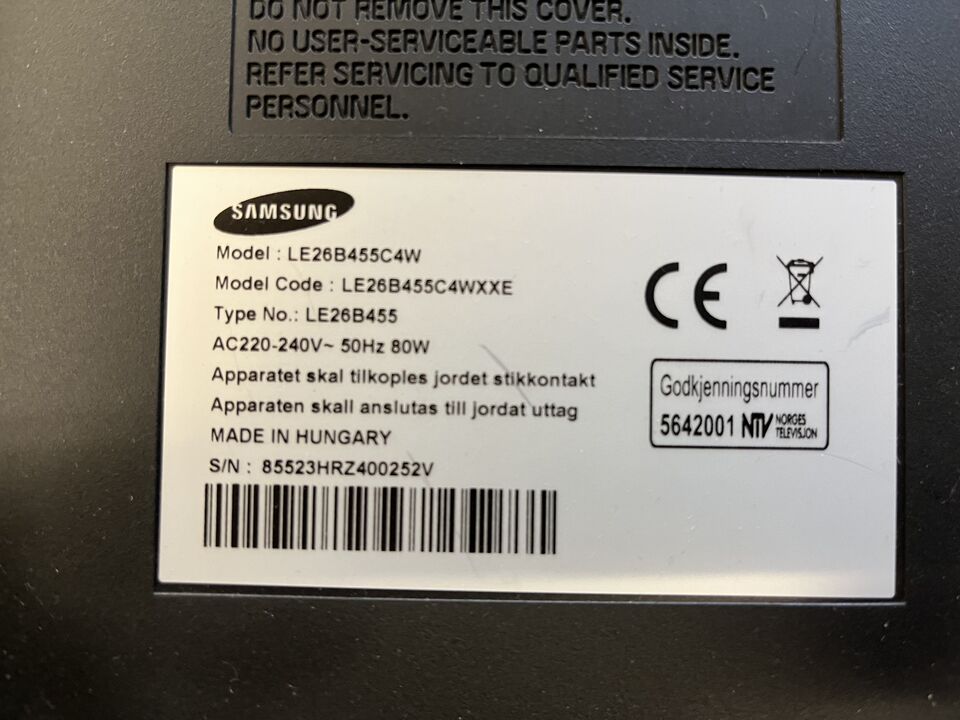 DO NOT REMOVE THIS COVER.
NO USER-SERVICEABLE PARTS INSIDE.
REFER SERVICING TO QUALIFIED SERVICE
PERSONNEL.
SAMSUNG
Model : LE26B455C4W
Model Code : LE26B455C4WXXE
Type No.: LE26B455
AC220-240V~ 50Hz 80W
Apparatet skal tilkoples jordet stikkontakt
Apparaten skall anslutas till jordat uttag
MADE IN HUNGARY
S/N : 85523HRZ400252V
CE
Godkjenningsnummer
5642001 NTV NORGES
TELEVISJON